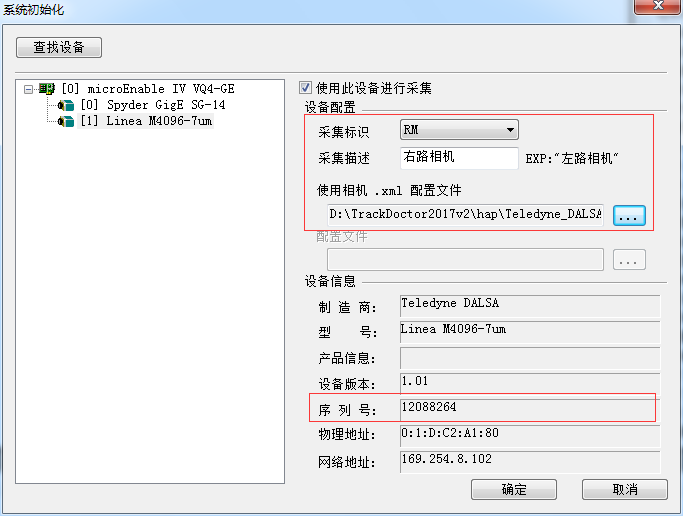 系统初始化
查找设备
[0] microEnable IV VQ4-GE
[0] Spyder GigE SG-14
[1] Linea M4096-7um
使用此设备进行采集
设备配置
采集标识 RM
采集描述 右路相机 EXP:"左路相机"
使用相机 .xml 配置文件
D:\TrackDoctor2017v2\hap\Teledyne_DALSA ...
配置文件
...
设备信息
制 造 商: Teledyne DALSA
型 号: Linea M4096-7um
产品信息:
设备版本: 1.01
序 列 号: 12088264
物理地址: 0:1:D:C2:A1:80
网络地址: 169.254.8.102
确定 取消